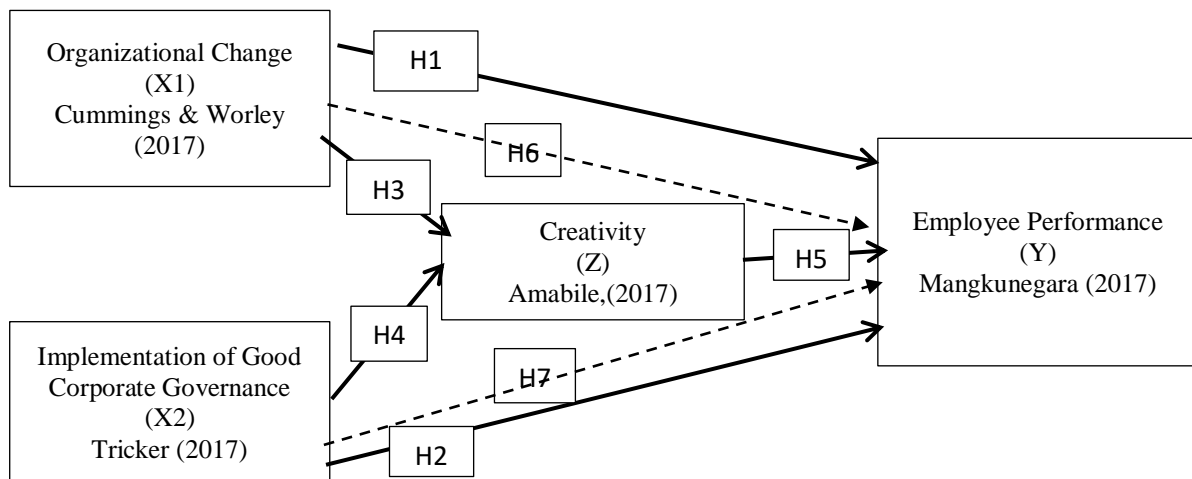 Organizational Change
(X1)
Cummings & Worley
(2017)
H1
H6
H3
Creativity
(Z)
Amabile,(2017)
H5
Employee Performance
(Y)
Mangkunegara (2017)
H4
Implementation of Good
Corporate Governance
(X2)
Tricker (2017)
H7
H2